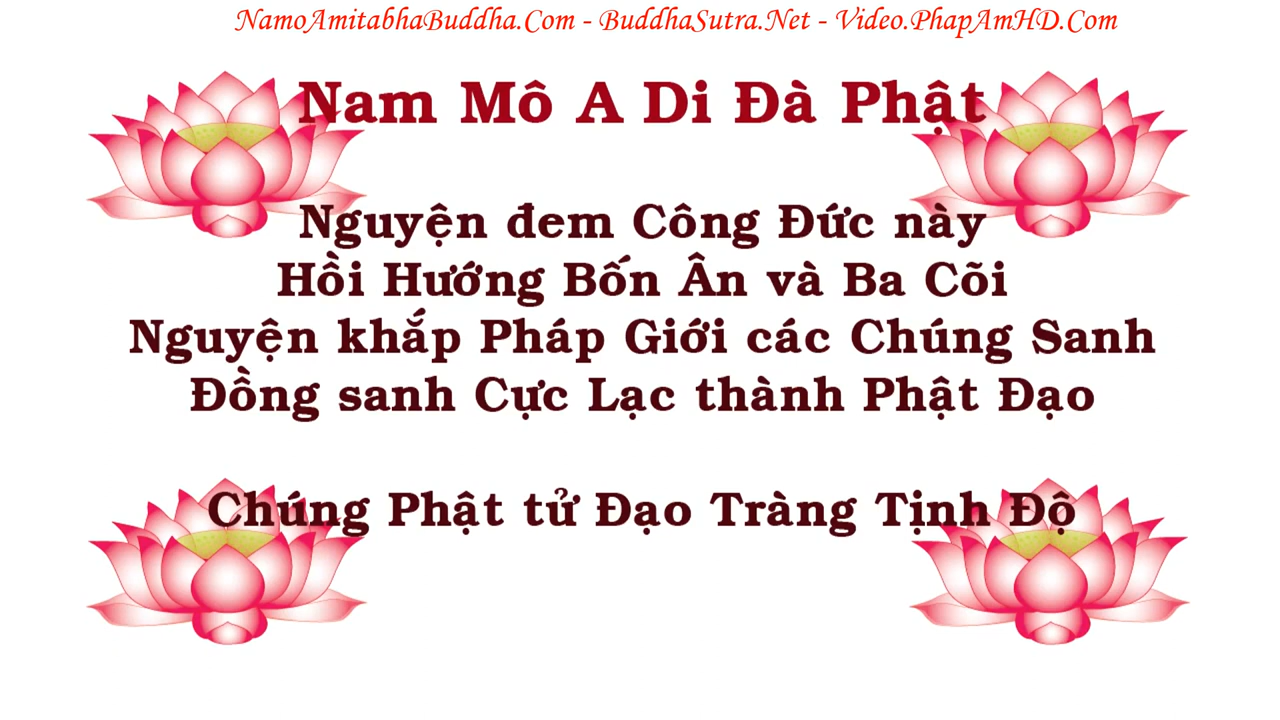 NamoAmitabhaBuddha.Com - BuddhaSutra.Net - Video.PhapAmHD.Com
Nam Mô A Di Đà Phật
Nguyện đem Công Đức này
Hồi Hướng Bốn Ân và Ba Cõi
Nguyện khắp Pháp Giới các Chúng Sanh
Đồng sanh Cực Lạc thành Phật Đạo
Chúng Phật tử Đạo Tràng Tịnh Độ